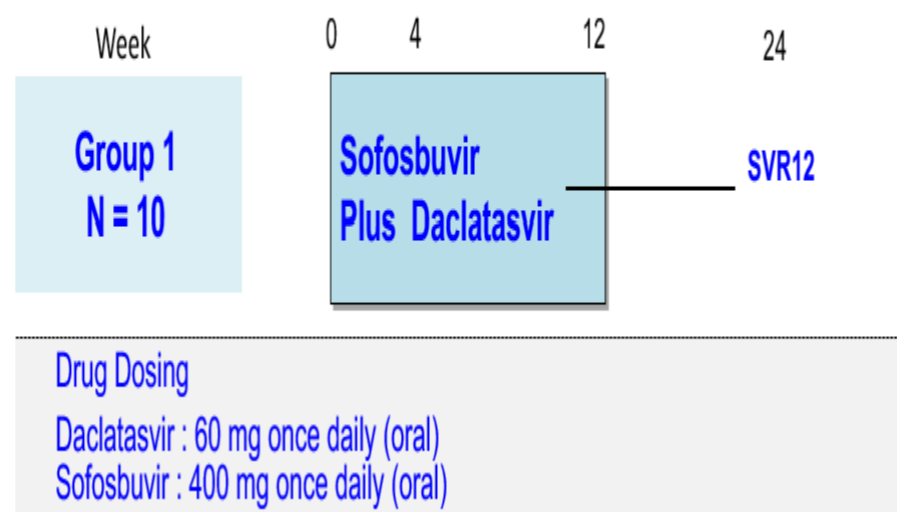 Week 0 4 12 24
Group 1
N = 10
Sofosbuvir
Plus Daclatasvir
SVR12
Drug Dosing
Daclatasvir : 60 mg once daily (oral)
Sofosbuvir : 400 mg once daily (oral)